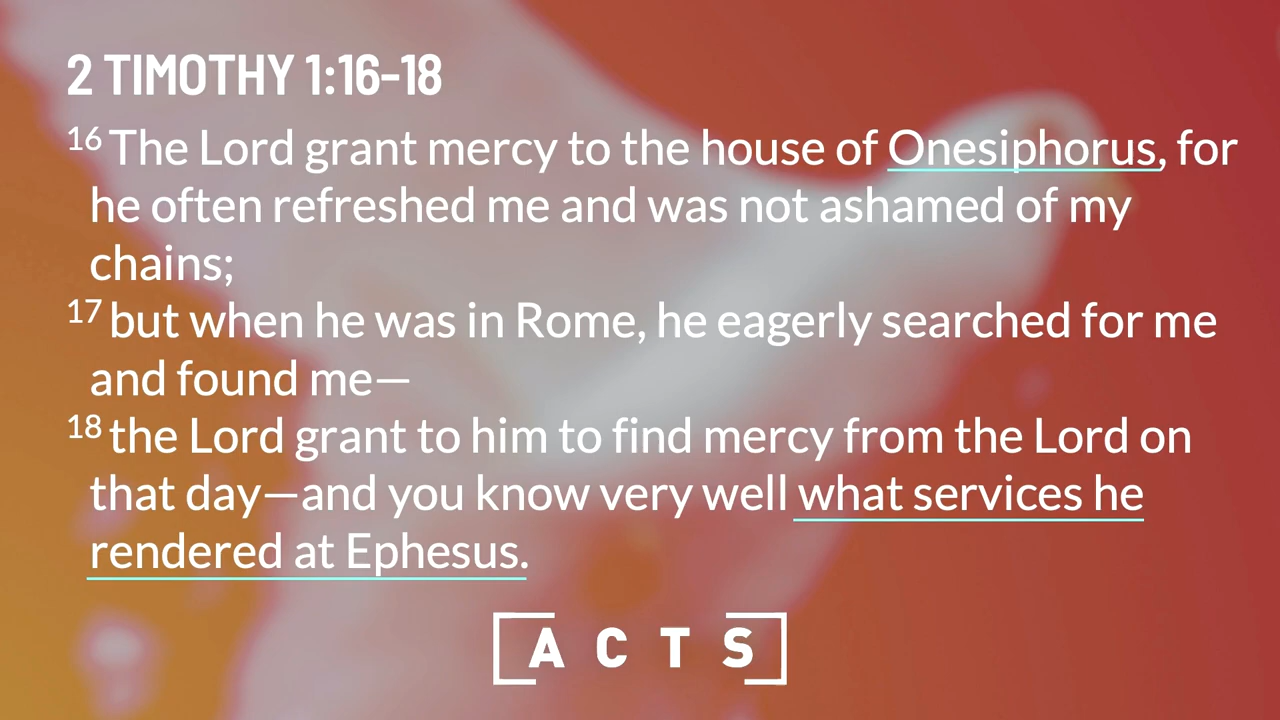 2 TIMOTHY 1:16-18
16 The Lord grant mercy to the house of Onesiphorus, for
he often refreshed me and was not ashamed of my
chains;
17 but when he was in Rome, he eagerly searched for me
and found me—
18 the Lord grant to him to find mercy from the Lord on
that day—and you know very well what services he
rendered at Ephesus.
ACTS